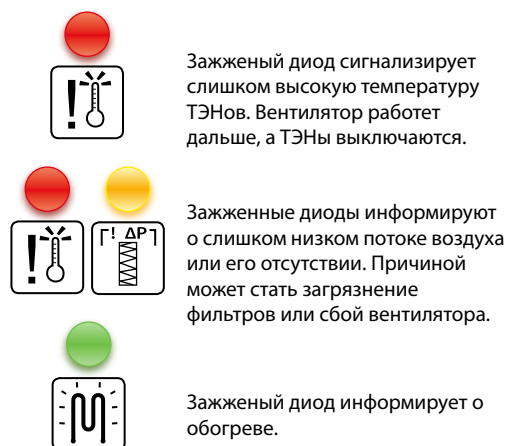 !
Зажженый диод сигнализирует
слишком высокую температуру
ТЭНов. Вентилятор работет
дальше, а ТЭНы выключаются.
! ! ΔP
Зажженные диоды информируют
о слишком низком потоке воздуха
или его отсутствии. Причиной
может стать загрязнение
фильтров или сбой вентилятора.
Зажженый диод информирует о
обогреве.